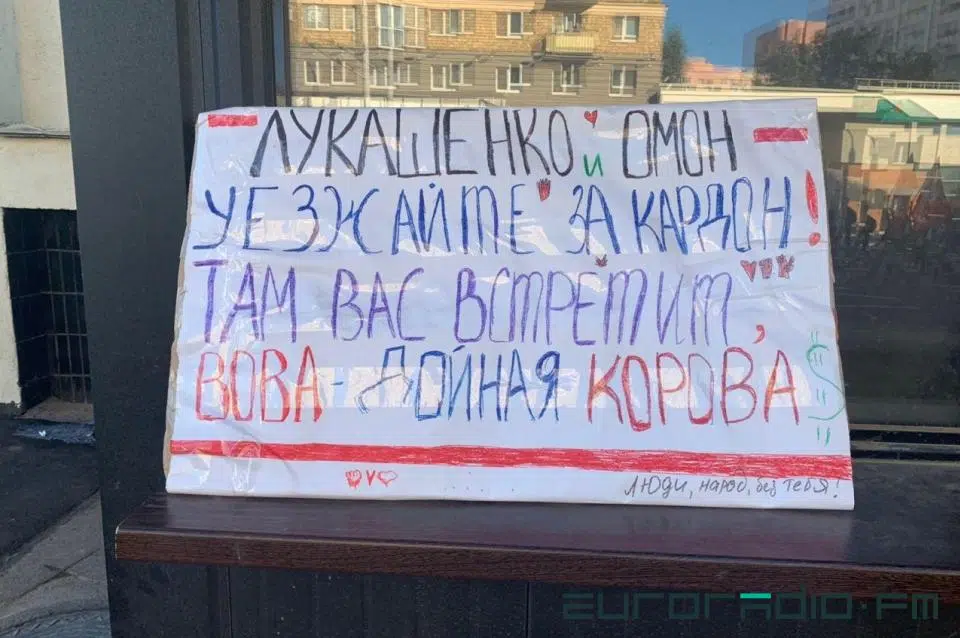 ЛУКАШЕНКО и ОМОН
УЕЗЖАЙТЕ ЗА КАРДОН!
ТАМ ВАС ВСТРЕТИТ,
ВОВА - ДОЙНАЯ КОРОВА
Люди, народ, без тебя!
EURORADIO.FM